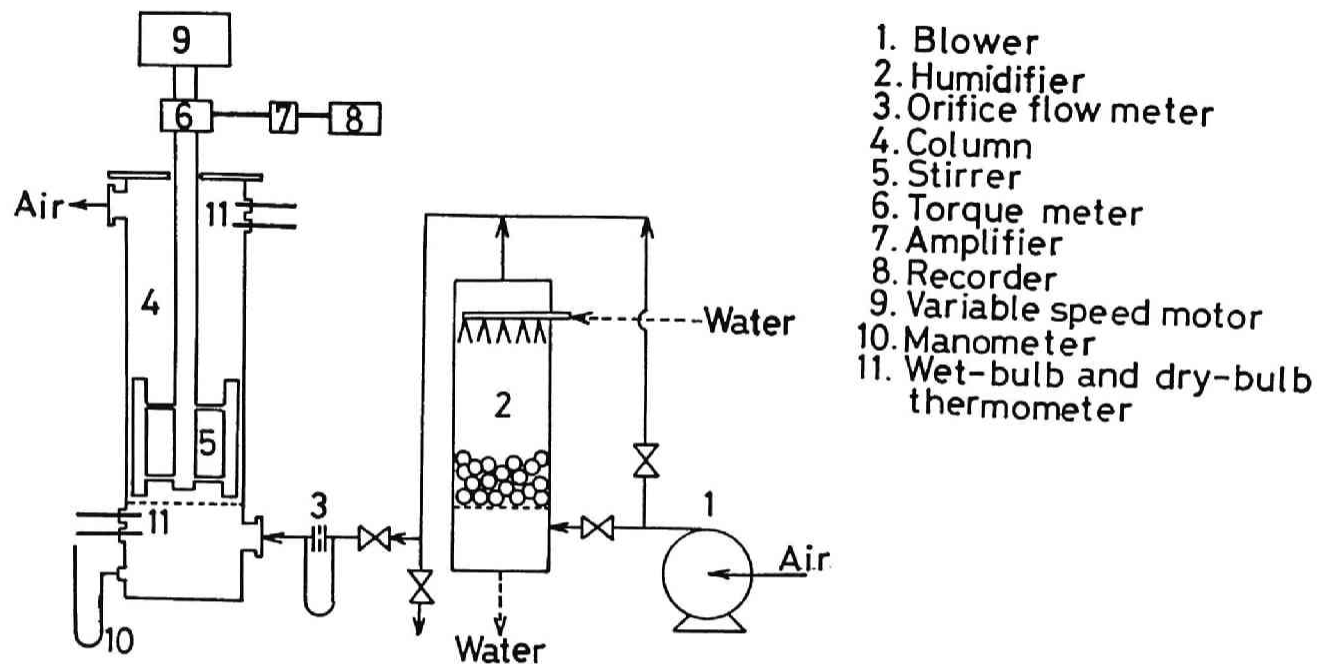 9
6
7
8
Air
11
4
Water
2
5
3
1
11
Air
10
Water
1. Blower
2. Humidifier
3. Orifice flow meter
4. Column
5. Stirrer
6. Torque meter
7. Amplifier
8. Recorder
9. Variable speed motor
10. Manometer
11. Wet-bulb and dry-bulb
thermometer